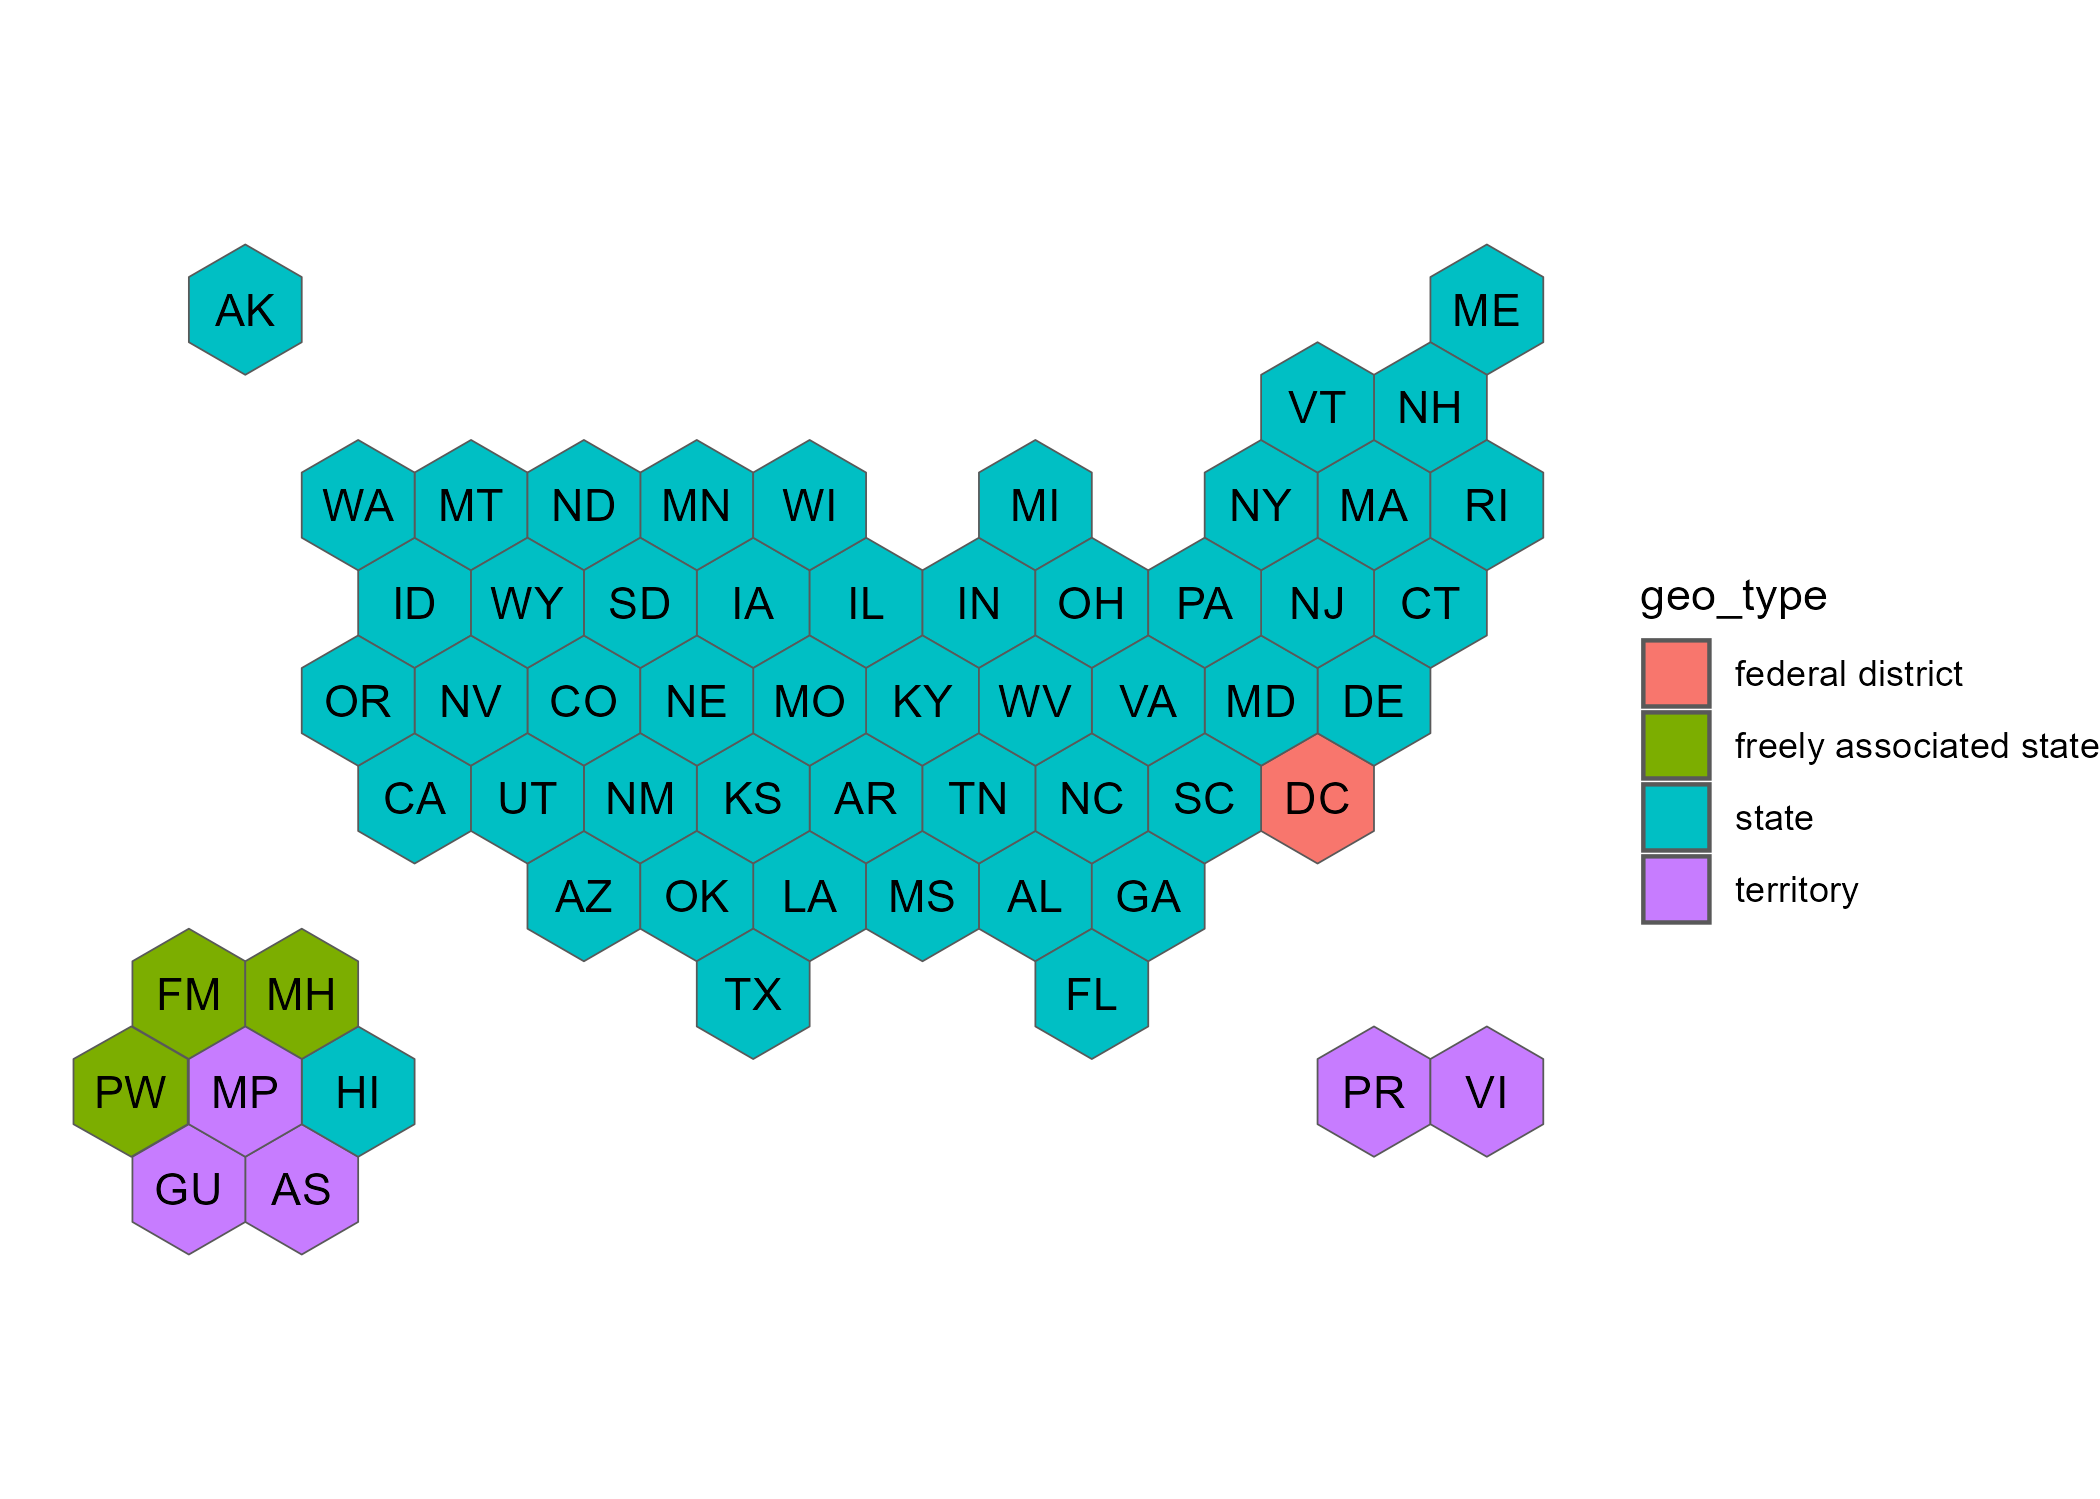 AK ME
VT NH
WA MT ND MN WI MI NY MA RI
ID WY SD IA IL IN OH PA NJ CT
OR NV CO NE MO KY WV VA MD DE
CA UT NM KS AR TN NC SC DC
AZ OK LA MS AL GA
FM MH TX FL
PW MP HI PR VI
GU AS
geo_type
federal district
freely associated state
state
territory